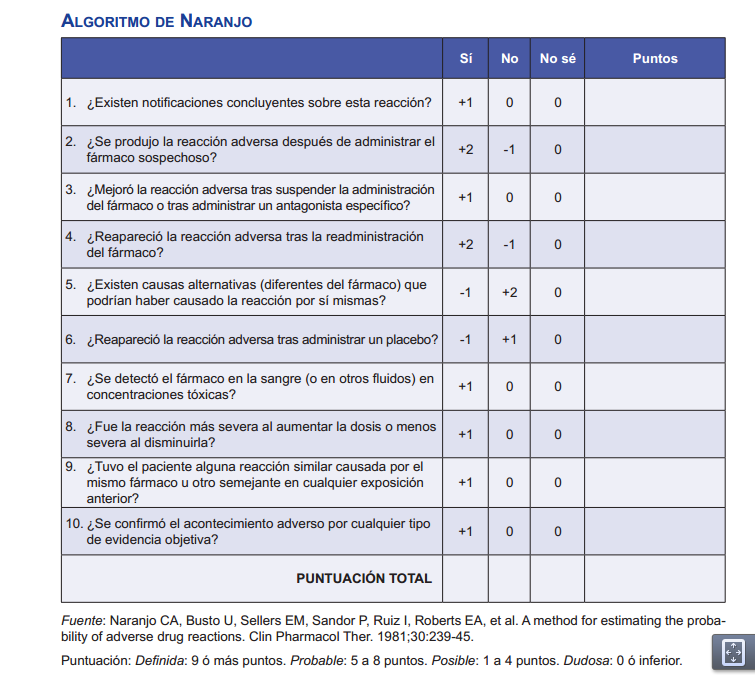 ALGORITMO DE NARANJO
Sí No No sé Puntos
1. ¿Existen notificaciones concluyentes sobre esta reacción? +1 0 0
2. ¿Se produjo la reacción adversa después de administrar el
fármaco sospechoso? +2 -1 0
3. ¿Mejoró la reacción adversa tras suspender la administración
del fármaco o tras administrar un antagonista específico? +1 0 0
4. ¿Reapareció la reacción adversa tras la readministración
del fármaco? +2 -1 0
5. ¿Existen causas alternativas (diferentes del fármaco) que
podrían haber causado la reacción por sí mismas? -1 +2 0
6. ¿Reapareció la reacción adversa tras administrar un placebo? -1 +1 0
7. ¿Se detectó el fármaco en la sangre (o en otros fluidos) en
concentraciones tóxicas? +1 0 0
8. ¿Fue la reacción más severa al aumentar la dosis o menos
severa al disminuirla? +1 0 0
9. ¿Tuvo el paciente alguna reacción similar causada por el
mismo fármaco u otro semejante en cualquier exposición
anterior? +1 0 0
10. ¿Se confirmó el acontecimiento adverso por cualquier tipo
de evidencia objetiva? +1 0 0
PUNTUACIÓN TOTAL
Fuente: Naranjo CA, Busto U, Sellers EM, Sandor P, Ruiz I, Roberts EA, et al. A method for estimating the proba-
bility of adverse drug reactions. Clin Pharmacol Ther. 1981;30:239-45.
Puntuación: Definida: 9 ó más puntos. Probable: 5 a 8 puntos. Posible: 1 a 4 puntos. Dudosa: 0 ó inferior.